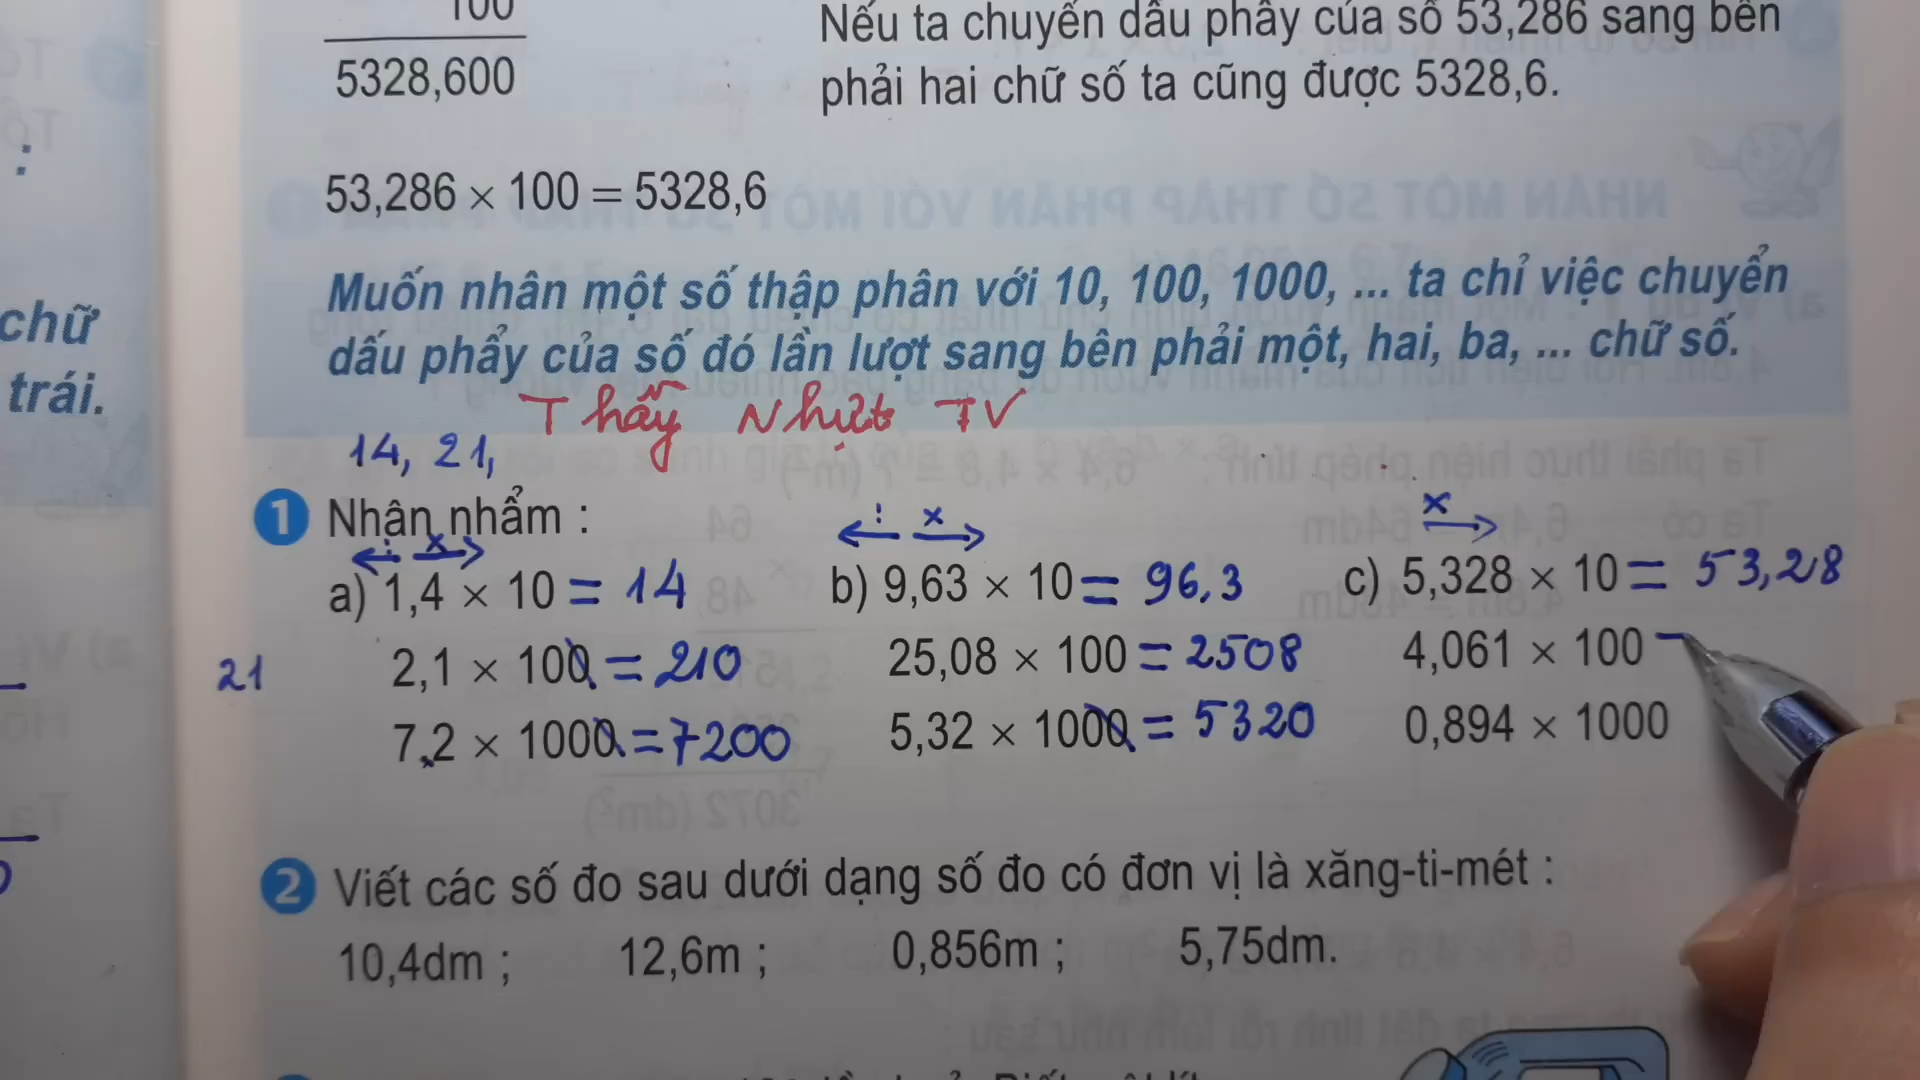 100
5328,600
Nếu ta chuyển dấu phẩy của số 53,286 sang bên
phải hai chữ số ta cũng được 5328,6.
:
53,286 × 100 = 5328,6
chữ
trái.
Muốn nhân một số thập phân với 10, 100, 1000, ... ta chỉ việc chuyển
dấu phẩy của số đó lần lượt sang bên phải một, hai, ba, ... chữ số.
Thầy Nhựt TV
14, 21,
1 Nhân nhẩm :
: x
: x
x
a) 1,4 × 10 = 14
2,1 × 100 = 210
21
7,2 × 1000 = 7200
b) 9,63 × 10 = 96,3
25,08 × 100 = 2508
5,32 × 1000 = 5320
c) 5,328 × 10 = 53,28
4,061 × 100
0,894 × 1000
2 Viết các số đo sau dưới dạng số đo có đơn vị là xăng-ti-mét :
10,4dm ; 12,6m ; 0,856m ; 5,75dm.